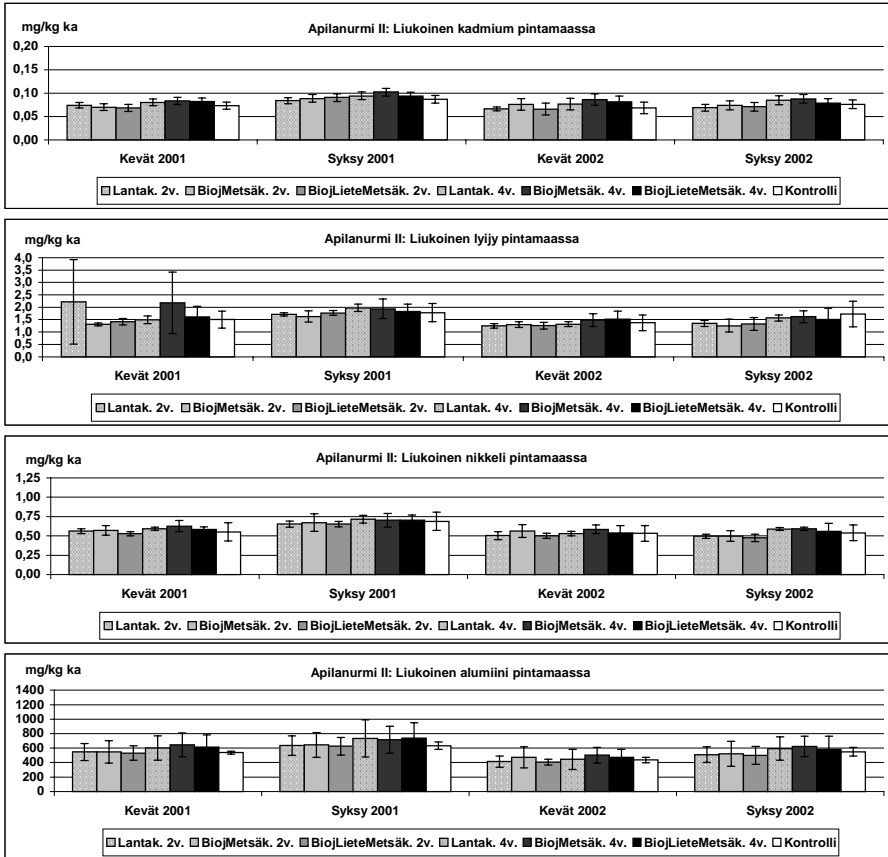 mg/kg ka
Apilanurmi II: Liukoinen kadmium pintamaassa
0,20
0,15
0,10
0,05
0,00
Kevät 2001 Syksy 2001 Kevät 2002 Syksy 2002
Lantak. 2v. BiojMetsäk. 2v. BiojLieteMetsäk. 2v. Lantak. 4v. BiojMetsäk. 4v. BiojLieteMetsäk. 4v. Kontrolli
mg/kg ka
Apilanurmi II: Liukoinen lyijy pintamaassa
4,0
3,5
3,0
2,5
2,0
1,5
1,0
0,5
0,0
Kevät 2001 Syksy 2001 Kevät 2002 Syksy 2002
Lantak. 2v. BiojMetsäk. 2v. BiojLieteMetsäk. 2v. Lantak. 4v. BiojMetsäk. 4v. BiojLieteMetsäk. 4v. Kontrolli
mg/kg ka
Apilanurmi II: Liukoinen nikkeli pintamaassa
1,25
1,00
0,75
0,50
0,25
0,00
Kevät 2001 Syksy 2001 Kevät 2002 Syksy 2002
Lantak. 2v. BiojMetsäk. 2v. BiojLieteMetsäk. 2v. Lantak. 4v. BiojMetsäk. 4v. BiojLieteMetsäk. 4v. Kontrolli
mg/kg ka
Apilanurmi II: Liukoinen alumiini pintamaassa
1400
1200
1000
800
600
400
200
0
Kevät 2001 Syksy 2001 Kevät 2002 Syksy 2002
Lantak. 2v. BiojMetsäk. 2v. BiojLieteMetsäk. 2v. Lantak. 4v. BiojMetsäk. 4v. BiojLieteMetsäk. 4v. Kontrolli